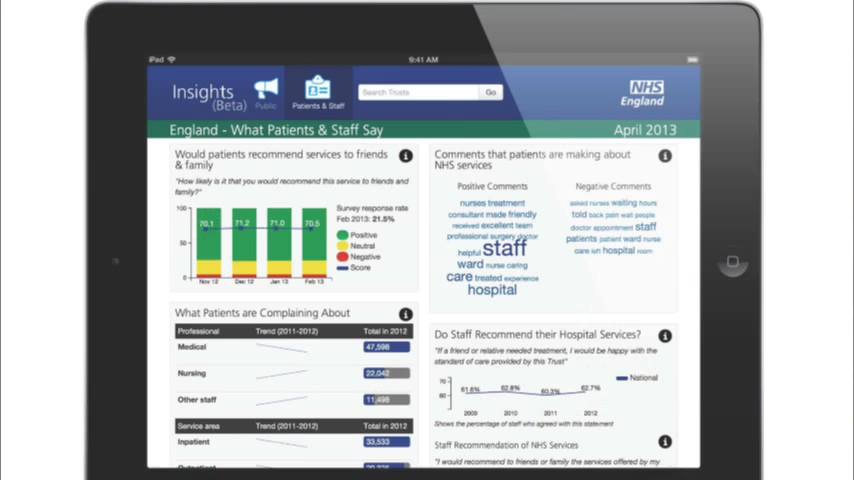 iPad
9:41 AM
Insights
(Beta)
Public
Patients & Staff
Search Trusts
Go
NHS
England
England - What Patients & Staff Say
April 2013
Would patients recommend services to friends
& family
i
"How likely is it that you would recommend this service to friends and
family?"
100
50
0
70.1
71.2
71.0
70.5
Nov 12
Dec 12
Jan 13
Feb 13
Survey response rate
Feb 2013: 21.5%
Positive
Neutral
Negative
Score
What Patients are Complaining About
i
Professional Trend (2011-2012) Total in 2012
Medical 47,598
Nursing 22,042
Other staff 11,498
Service area Trend (2011-2012) Total in 2012
Inpatient 33,533
Comments that patients are making about
NHS services
i
Positive Comments
nurses treatment
consultant made friendly
received excellent team
professional surgery doctor
helpful staff
ward nurse caring
care treated experience
hospital
Negative Comments
asked nurses waiting hours
told back pain wait people
doctor appointment staff
patients patient ward nurse
care left hospital room
Do Staff Recommend their Hospital Services?
i
"If a friend or relative needed treatment, I would be happy with the
standard of care provided by this Trust"
70
60
61.6%
62.8%
60.3%
62.7%
2009
2010
2011
2012
National
Shows the percentage of staff who agreed with this statement
Staff Recommendation of NHS Services
i
"I would recommend to friends or family the services offered by my